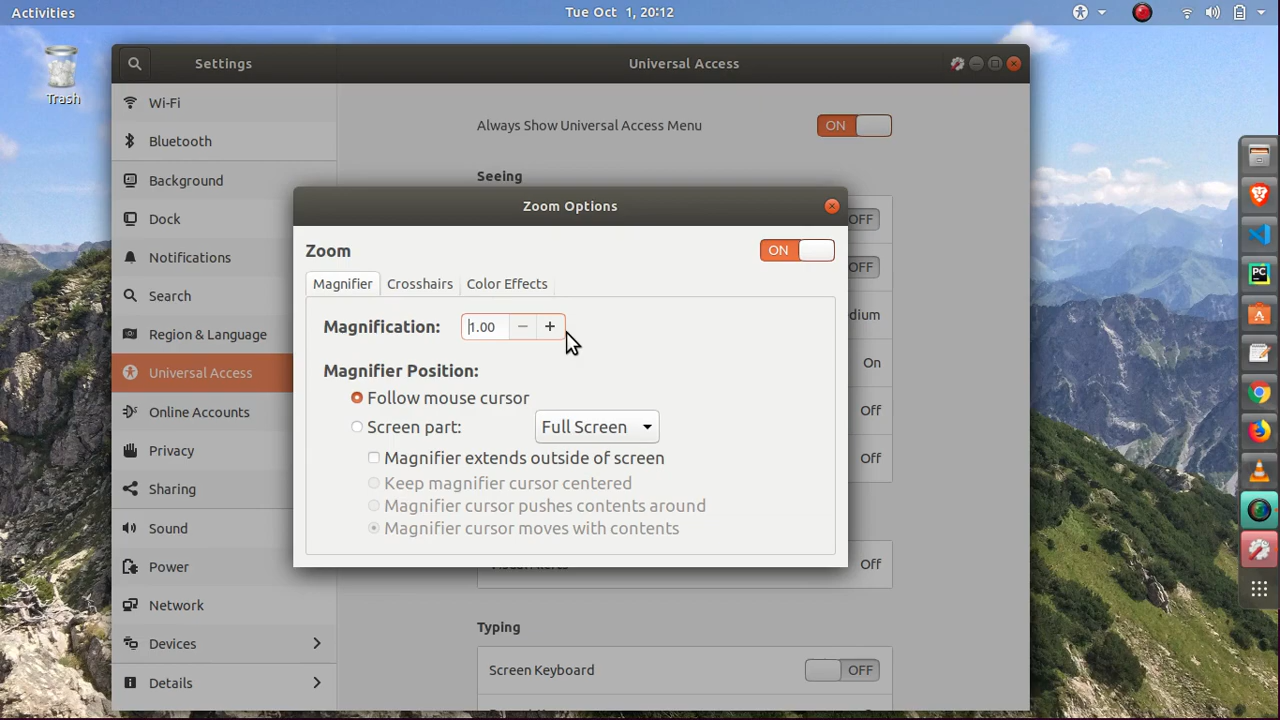 Activities
Tue Oct 1, 20:12
Trash
Settings
Universal Access
Wi-Fi
Bluetooth
Background
Dock
Notifications
Search
Region & Language
Universal Access
Online Accounts
Privacy
Sharing
Sound
Power
Network
Devices
Details
Always Show Universal Access Menu
ON
Seeing
OFF
OFF
On
Off
Off
Off
Typing
Screen Keyboard
OFF
Zoom Options
Zoom
ON
Magnifier
Crosshairs
Color Effects
Magnification:
1.00
Magnifier Position:
Follow mouse cursor
Screen part:
Full Screen
Magnifier extends outside of screen
Keep magnifier cursor centered
Magnifier cursor pushes contents around
Magnifier cursor moves with contents
PC